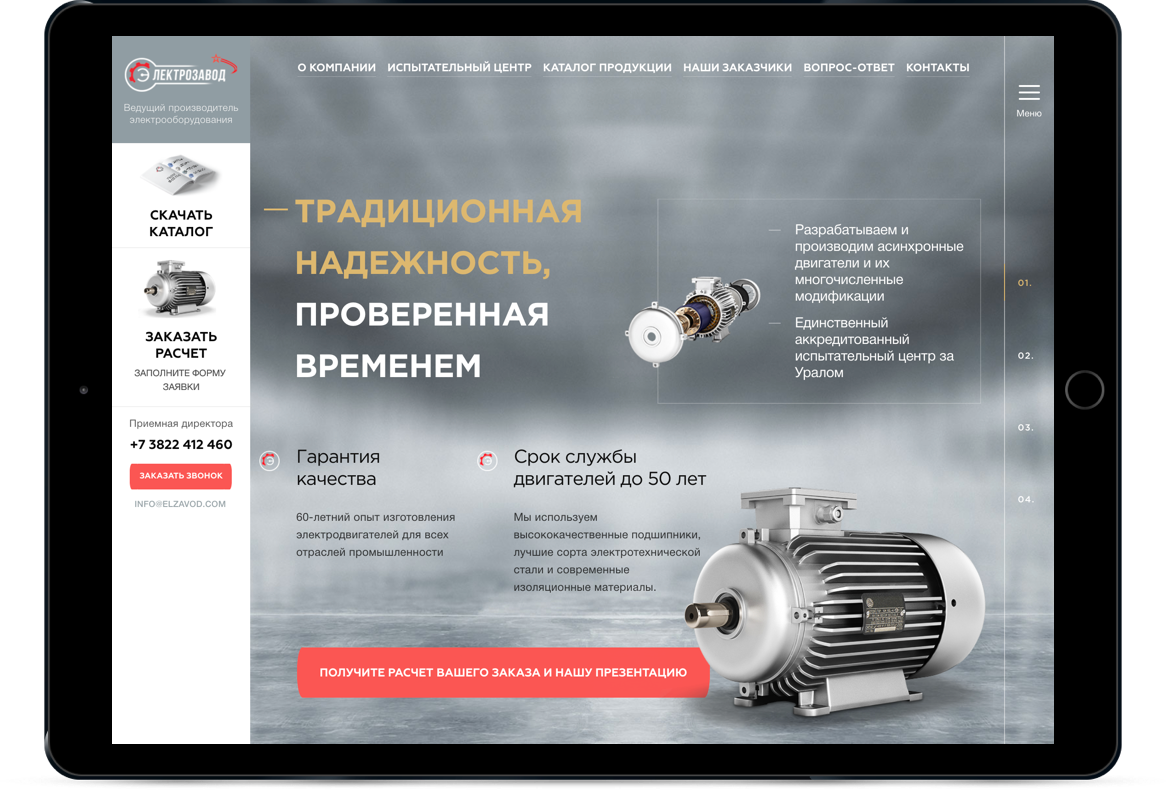 ЭЛЕКТРОЗАВОД
Ведущий производитель
электрооборудования
СКАЧАТЬ
КАТАЛОГ
ЗАКАЗАТЬ
РАСЧЕТ
ЗАПОЛНИТЕ ФОРМУ
ЗАЯВКИ
Приемная директора
+7 3822 412 460
ЗАКАЗАТЬ ЗВОНОК
INFO@ELZAVOD.COM
О КОМПАНИИ ИСПЫТАТЕЛЬНЫЙ ЦЕНТР КАТАЛОГ ПРОДУКЦИИ НАШИ ЗАКАЗЧИКИ ВОПРОС-ОТВЕТ КОНТАКТЫ
Меню
— ТРАДИЦИОННАЯ
НАДЕЖНОСТЬ,
ПРОВЕРЕННАЯ
ВРЕМЕНЕМ
— Разрабатываем и
производим асинхронные
двигатели и их
многочисленные
модификации
— Единственный
аккредитованный
испытательный центр за
Уралом
01.
02.
03.
04.
Э Гарантия
качества
60-летний опыт изготовления
электродвигателей для всех
отраслей промышленности
Э Срок службы
двигателей до 50 лет
Мы используем
высококачественные подшипники,
лучшие сорта электротехнической
стали и современные
изоляционные материалы.
ПОЛУЧИТЕ РАСЧЕТ ВАШЕГО ЗАКАЗА И НАШУ ПРЕЗЕНТАЦИЮ